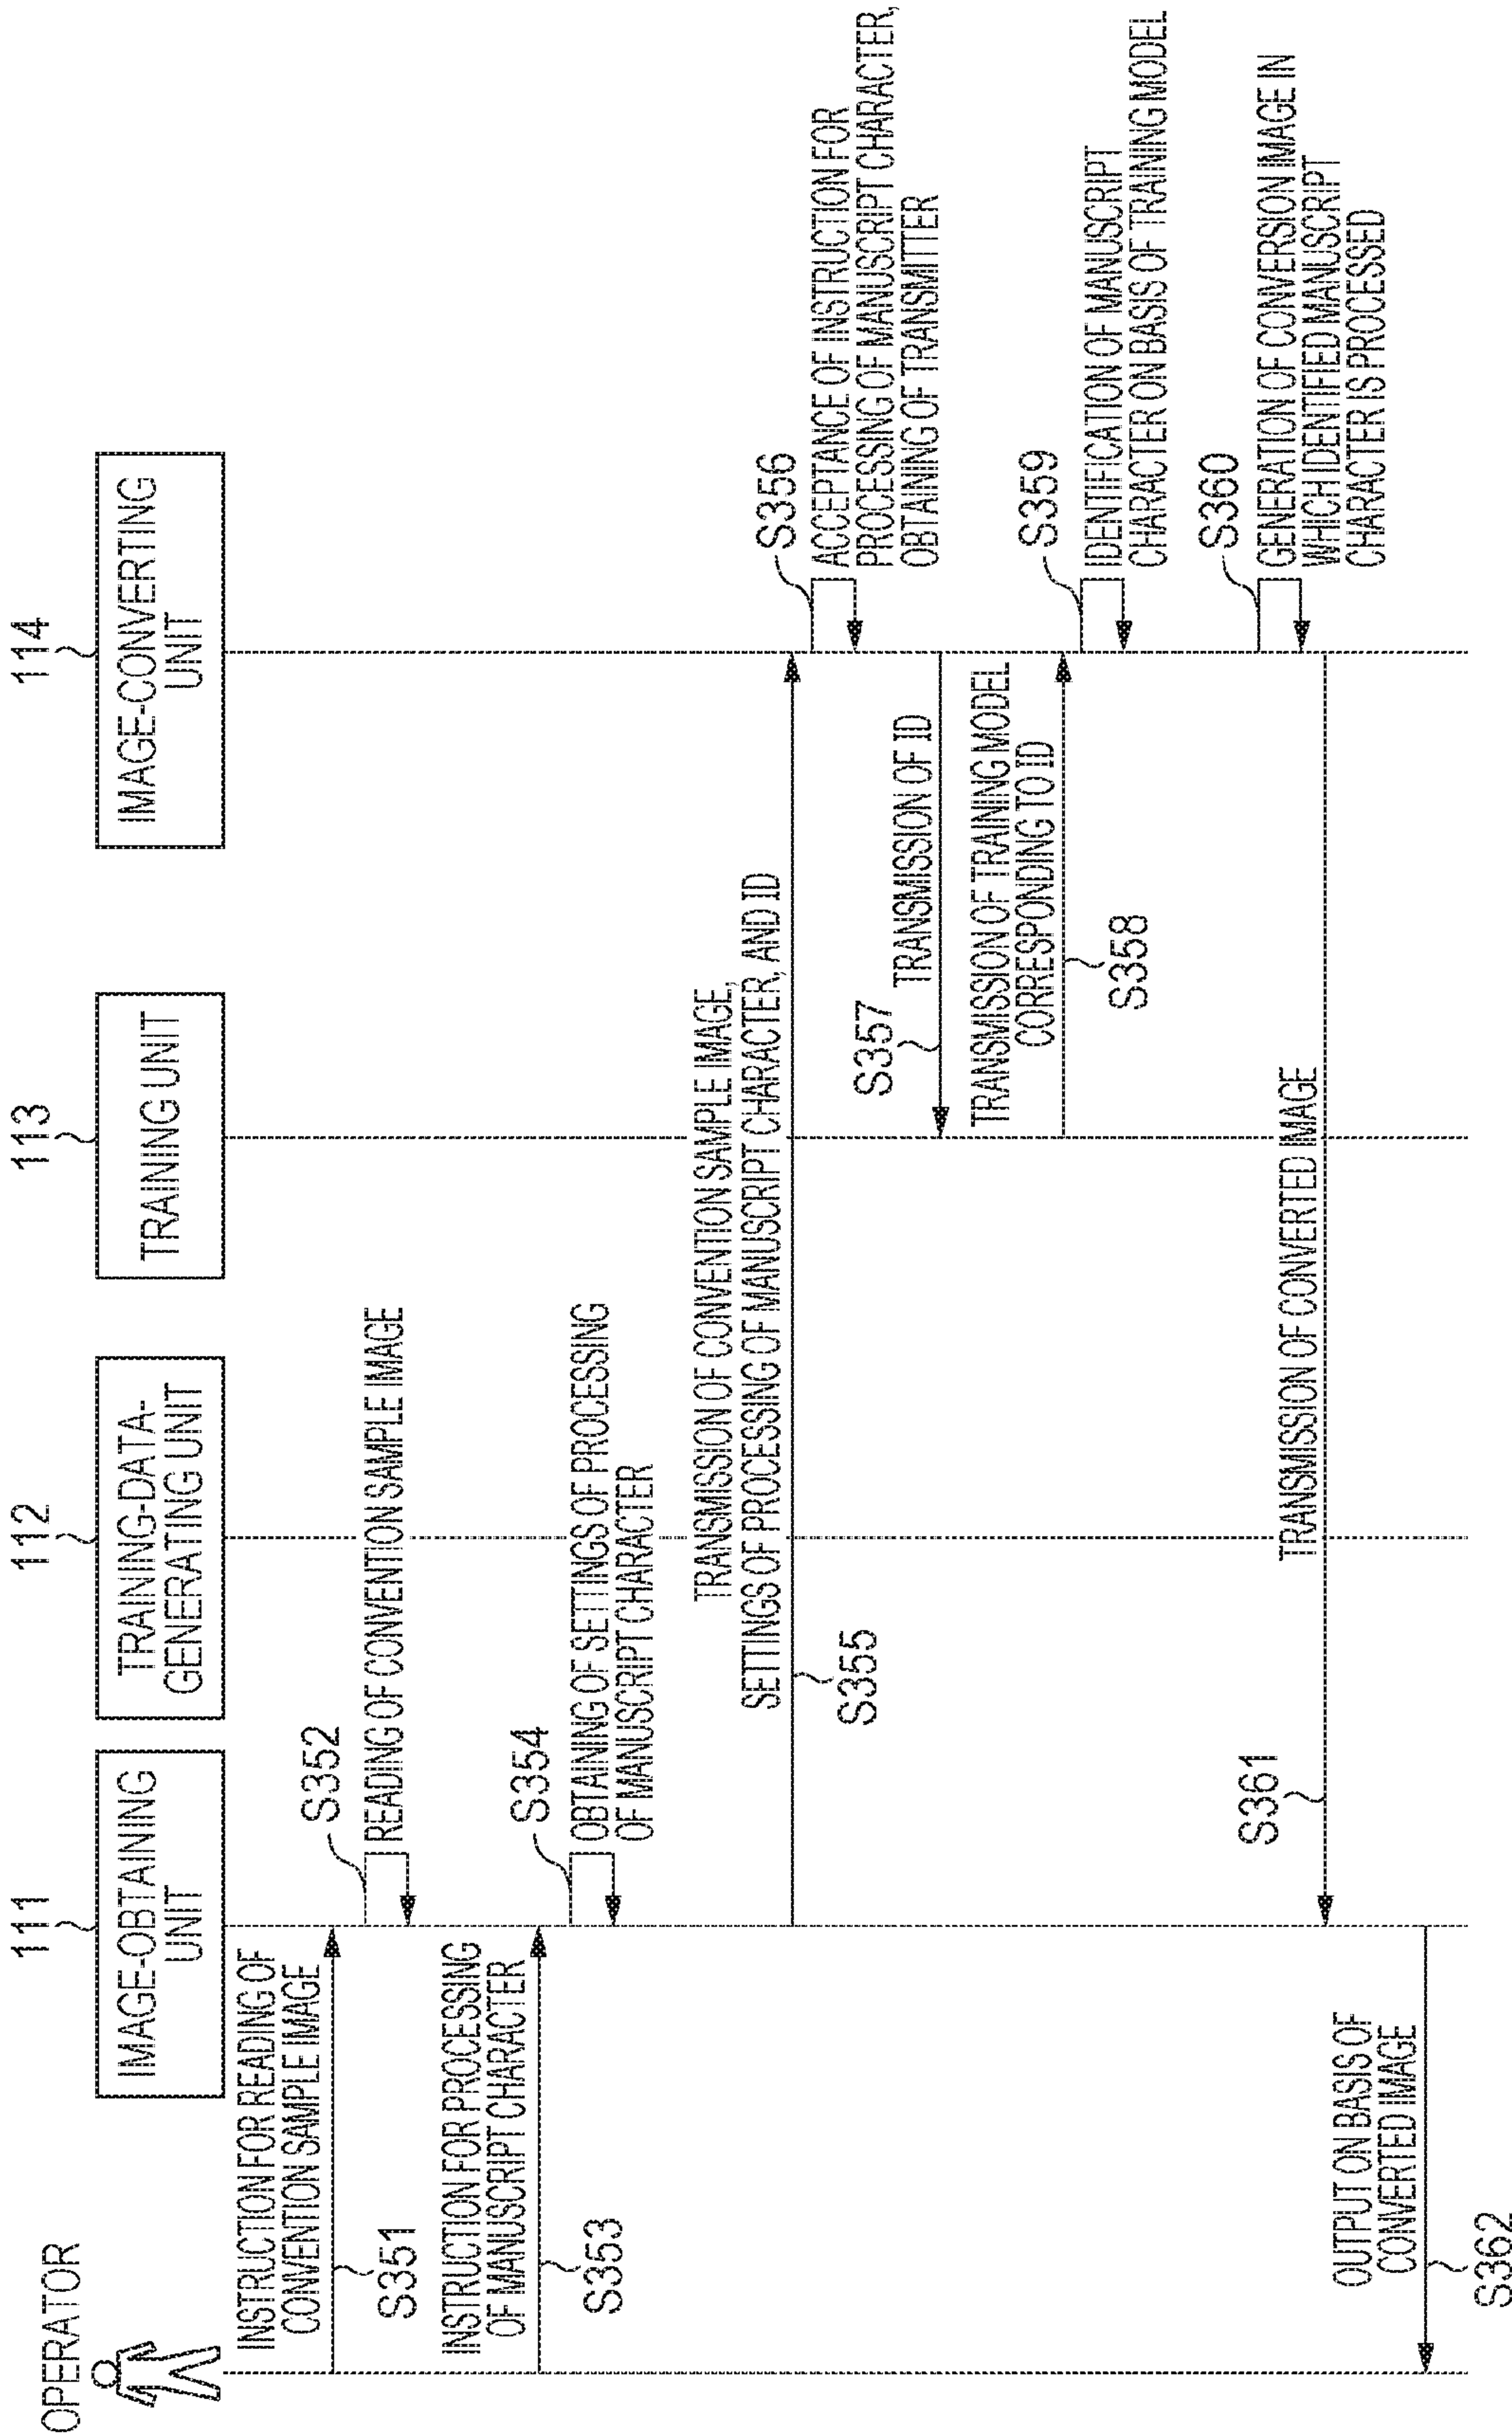 OPERATOR
111
IMAGE-OBTAINING
UNIT
112
TRAINING-DATA-
GENERATING UNIT
113
TRAINING UNIT
114
IMAGE-CONVERTING
UNIT
INSTRUCTION FOR READING OF
CONVENTION SAMPLE IMAGE
S351
S352
READING OF CONVENTION SAMPLE IMAGE
INSTRUCTION FOR PROCESSING
OF MANUSCRIPT CHARACTER
S353
S354
OBTAINING OF SETTINGS OF PROCESSING
OF MANUSCRIPT CHARACTER
TRANSMISSION OF CONVENTION SAMPLE IMAGE,
SETTINGS OF PROCESSING OF MANUSCRIPT CHARACTER, AND ID
S355
S356
ACCEPTANCE OF INSTRUCTION FOR
PROCESSING OF MANUSCRIPT CHARACTER,
OBTAINING OF TRANSMITTER
S357
TRANSMISSION OF ID
TRANSMISSION OF TRAINING MODEL
CORRESPONDING TO ID
S358
S359
IDENTIFICATION OF MANUSCRIPT
CHARACTER ON BASIS OF TRAINING MODEL
S360
GENERATION OF CONVERSION IMAGE IN
WHICH IDENTIFIED MANUSCRIPT
CHARACTER IS PROCESSED
S361
TRANSMISSION OF CONVERTED IMAGE
OUTPUT ON BASIS OF
CONVERTED IMAGE
S362